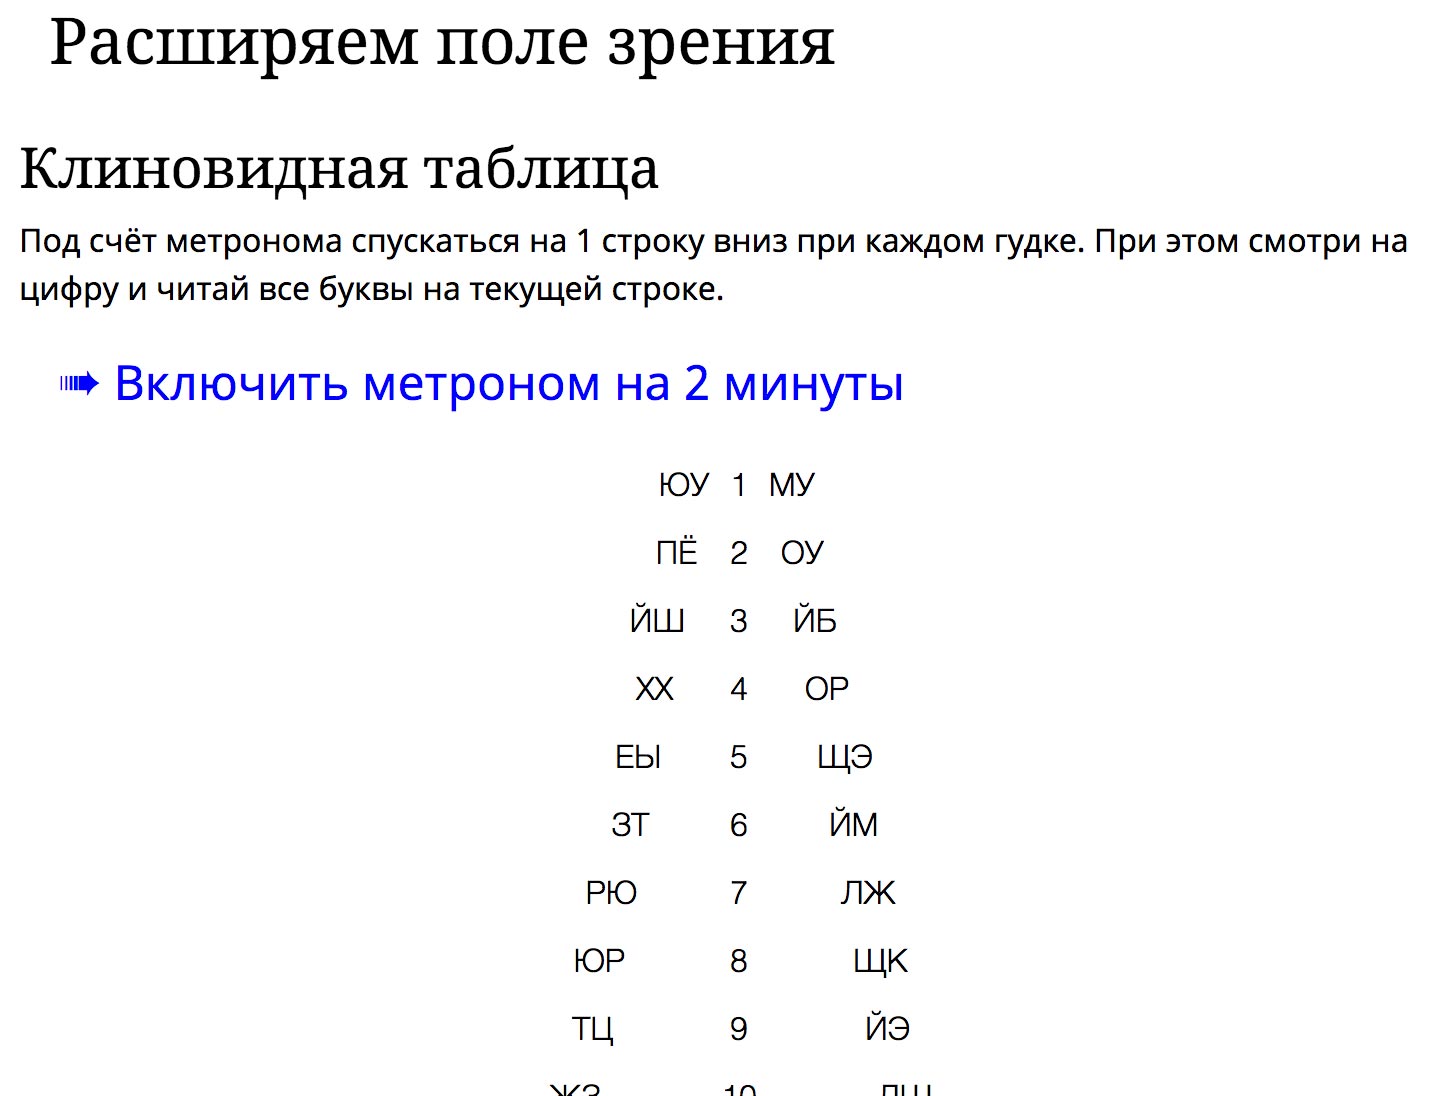 Расширяем поле зрения
Клиновидная таблица
Под счёт метронома спускаться на 1 строку вниз при каждом гудке. При этом смотри на
цифру и читай все буквы на текущей строке.
➠ Включить метроном на 2 минуты
ЮУ 1 МУ
ПЁ 2 ОУ
ЙШ 3 ЙБ
ХХ 4 ОР
ЕЫ 5 ЩЭ
ЗТ 6 ЙМ
РЮ 7 ЛЖ
ЮР 8 ЩК
ТЦ 9 ЙЭ
ЖЗ 10